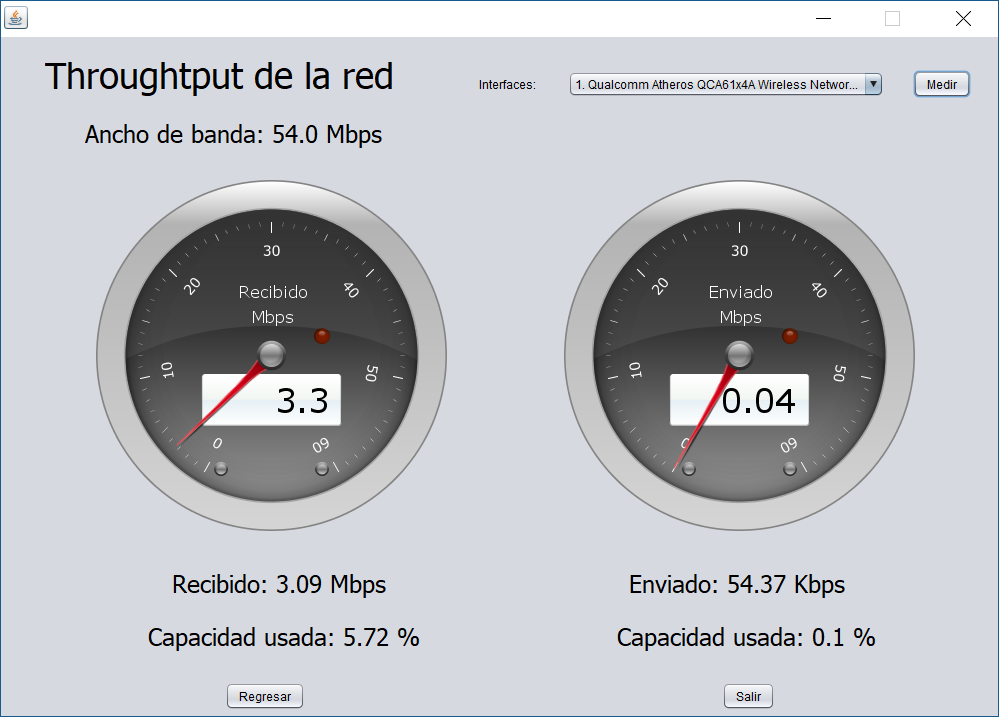 Throughtput de la red
Interfaces:
1. Qualcomm Atheros QCA61x4A Wireless Networ...
Medir
Ancho de banda: 54.0 Mbps
0
10
20
30
40
50
60
Recibido
Mbps
3.3
0
10
20
30
40
50
60
Enviado
Mbps
0.04
Recibido: 3.09 Mbps
Enviado: 54.37 Kbps
Capacidad usada: 5.72 %
Capacidad usada: 0.1 %
Regresar
Salir